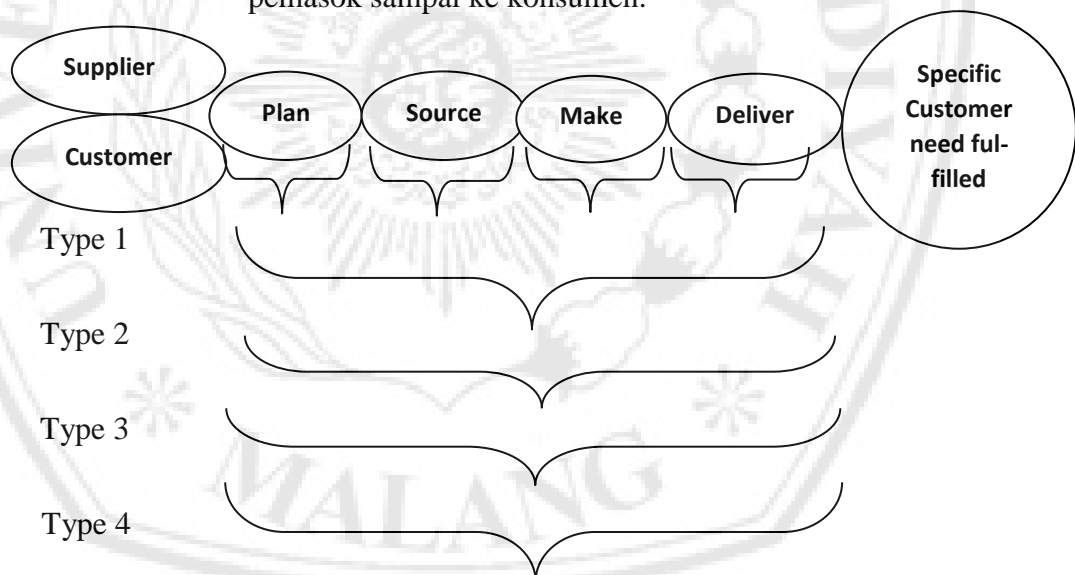 pemasok sampai ke konsumen.
Supplier
Customer
Plan
Source
Make
Deliver
Specific
Customer
need ful-
filled
Type 1
Type 2
Type 3
Type 4
MALANG